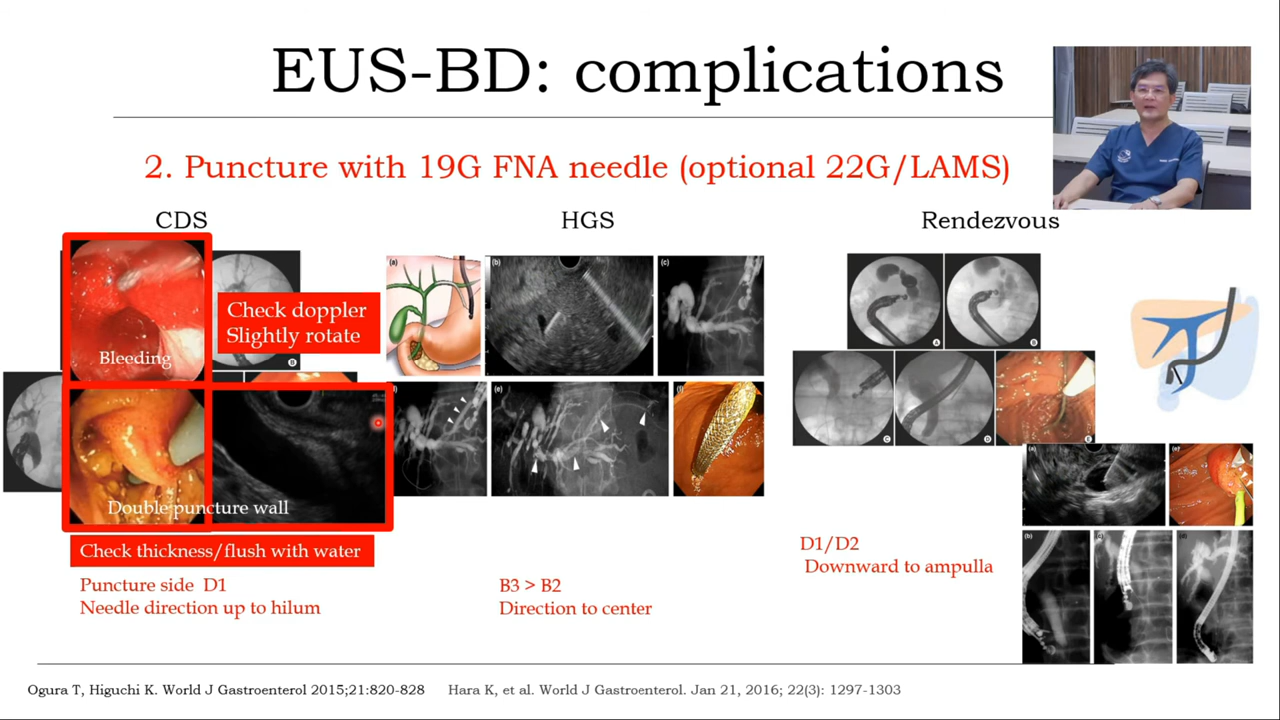 EUS-BD: complications
2. Puncture with 19G FNA needle (optional 22G/LAMS)
CDS
HGS
Rendezvous
Bleeding
Check doppler
Slightly rotate
B
Double puncture wall
Check thickness/flush with water
Puncture side D1
Needle direction up to hilum
(a)
(b)
(c)
(e)
(f)
B3 > B2
Direction to center
A
B
C
D
E
D1/D2
Downward to ampulla
(a)
(e)
(b)
(c)
(d)
Ogura T, Higuchi K. World J Gastroenterol 2015;21:820-828
Hara K, et al. World J Gastroenterol. Jan 21, 2016; 22(3): 1297-1303